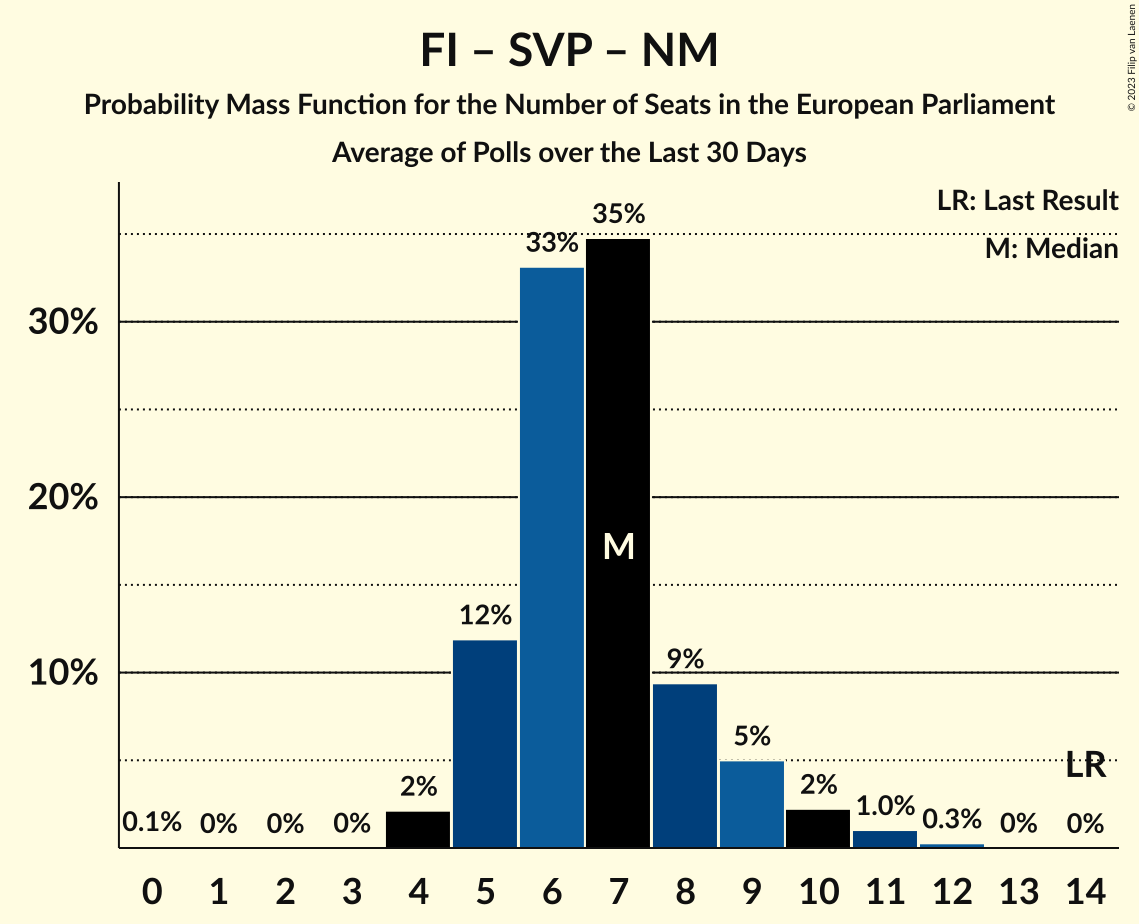 FI – SVP – NM
Probability Mass Function for the Number of Seats in the European Parliament
Average of Polls over the Last 30 Days
© 2023 Filip van Laenen
LR: Last Result
M: Median
30%
20%
10%
0.1% 0% 0% 0% 2% 12% 33% 35% 9% 5% 2% 1.0% 0.3% 0% 0%
M
LR
0 1 2 3 4 5 6 7 8 9 10 11 12 13 14